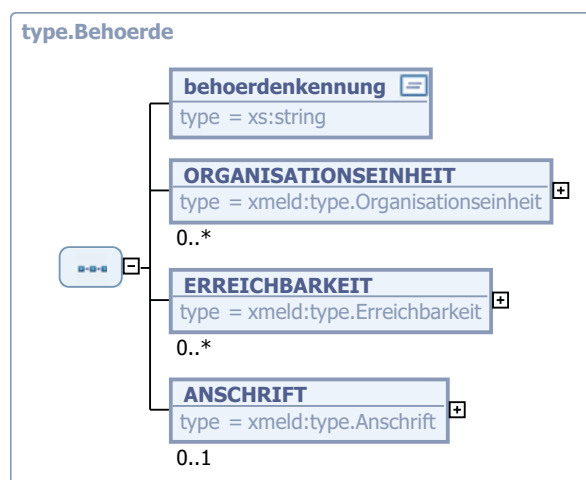 type.Behoerde
behoerdenkennung
type = xs:string
ORGANISATIONSEINHEIT
type = xmeld:type.Organisationseinheit
0..*
ERREICHBARKEIT
type = xmeld:type.Erreichbarkeit
0..*
ANSCHRIFT
type = xmeld:type.Anschrift
0..1